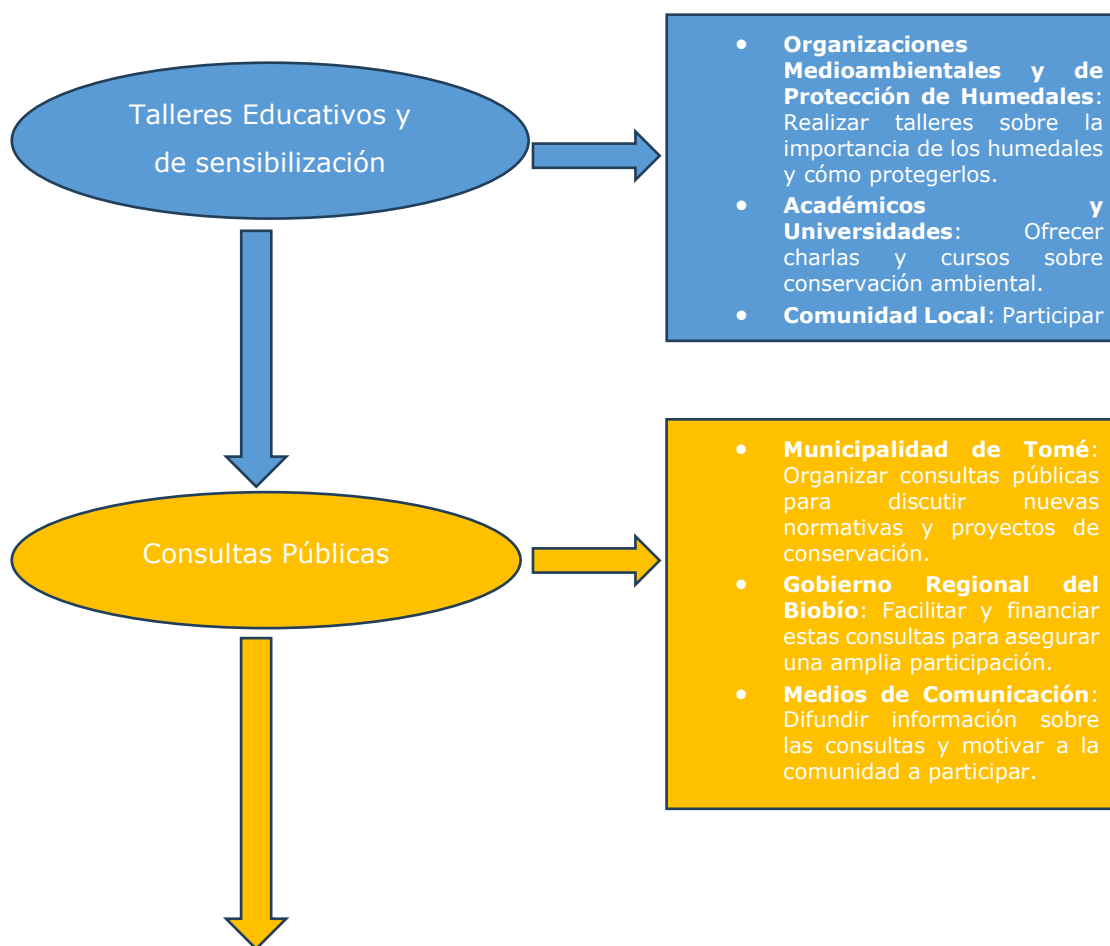 Talleres Educativos y
de sensibilización
• Organizaciones
Medioambientales y de
Protección de Humedales:
Realizar talleres sobre la
importancia de los humedales
y cómo protegerlos.
• Académicos y
Universidades: Ofrecer
charlas y cursos sobre
conservación ambiental.
• Comunidad Local: Participar
Consultas Públicas
• Municipalidad de Tomé:
Organizar consultas públicas
para discutir nuevas
normativas y proyectos de
conservación.
• Gobierno Regional del
Biobío: Facilitar y financiar
estas consultas para asegurar
una amplia participación.
• Medios de Comunicación:
Difundir información sobre
las consultas y motivar a la
comunidad a participar.